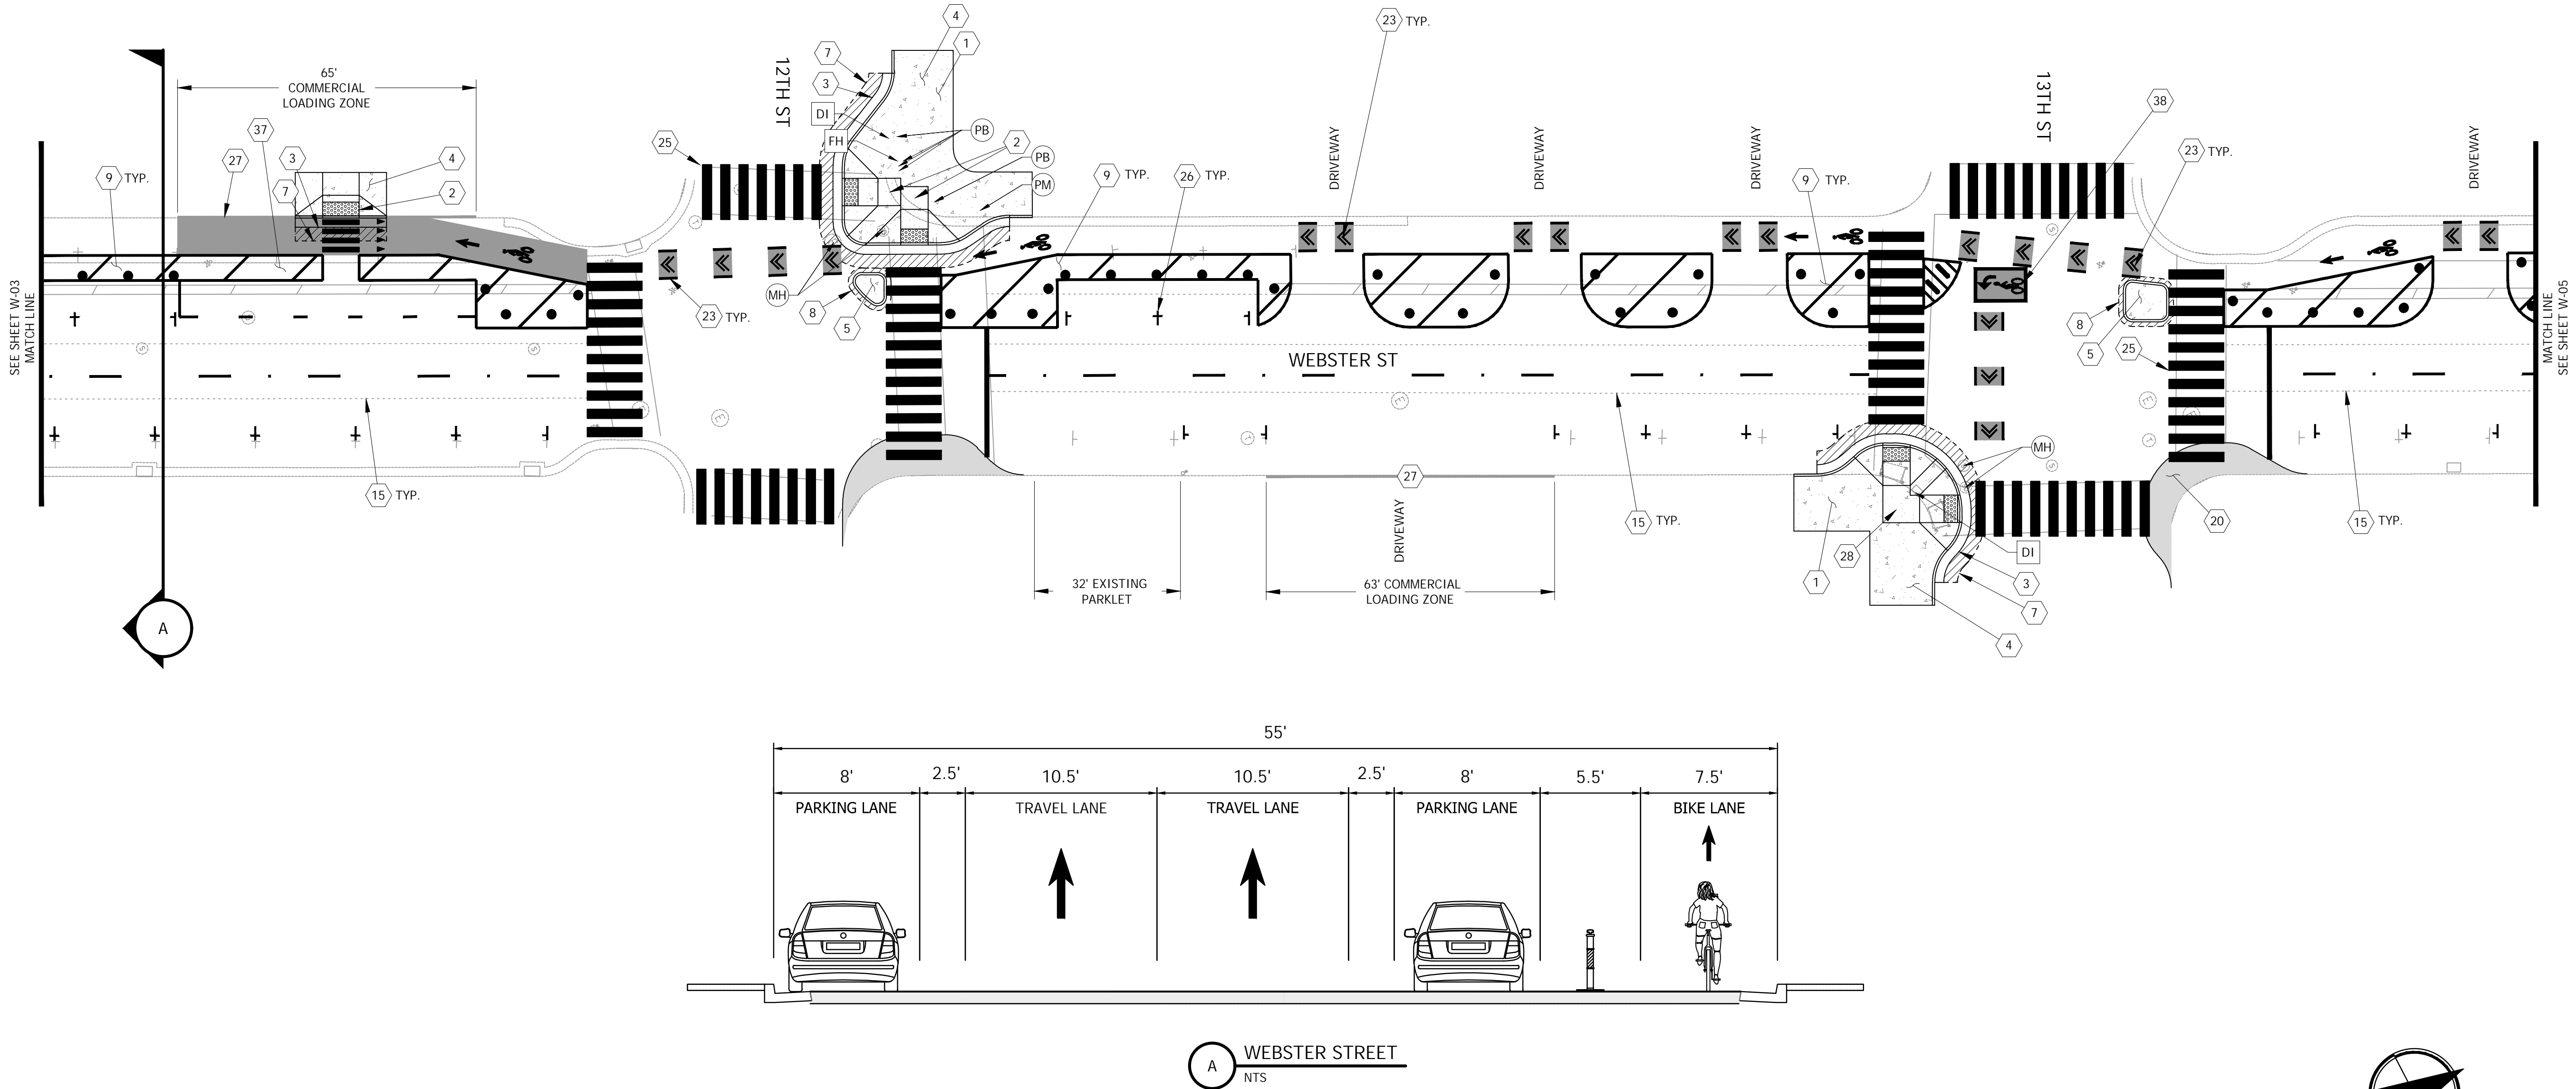 4
1
23 TYP.
7
3
DI
FH
12TH ST
PB
2
PB
PM
65'
COMMERCIAL
LOADING ZONE
37
27
3
7
4
2
9 TYP.
25
9 TYP.
26 TYP.
DRIVEWAY
DRIVEWAY
DRIVEWAY
9 TYP.
13TH ST
38
23 TYP.
DRIVEWAY
SEE SHEET W-03
MATCH LINE
MH
8
5
23 TYP.
WEBSTER ST
8
5
25
MATCH LINE
SEE SHEET W-05
15 TYP.
27
DRIVEWAY
15 TYP.
MH
20
15 TYP.
28
DI
1
3
7
4
32' EXISTING
PARKLET
63' COMMERCIAL
LOADING ZONE
A
55'
8' 2.5' 10.5' 10.5' 2.5' 8' 5.5' 7.5'
PARKING LANE TRAVEL LANE TRAVEL LANE PARKING LANE BIKE LANE
A WEBSTER STREET
NTS